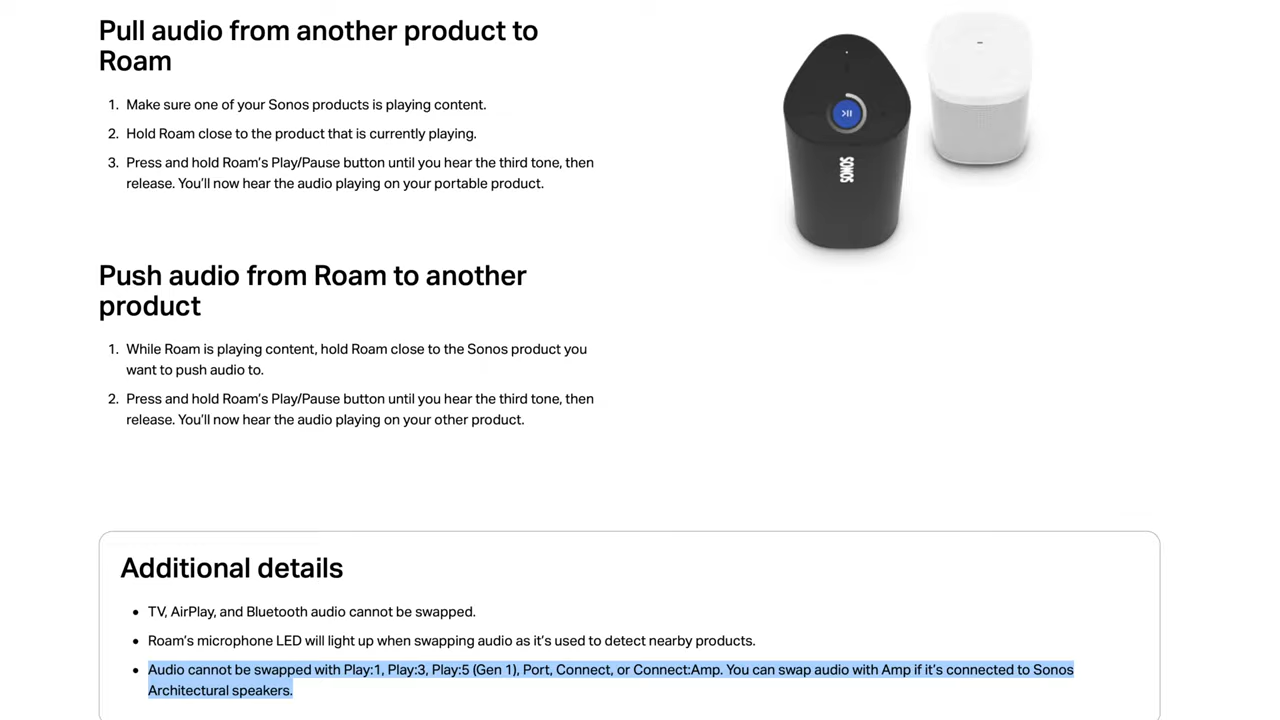 Pull audio from another product to
Roam
1. Make sure one of your Sonos products is playing content.
2. Hold Roam close to the product that is currently playing.
3. Press and hold Roam's Play/Pause button until you hear the third tone, then
release. You'll now hear the audio playing on your portable product.
SONOS
Push audio from Roam to another
product
1. While Roam is playing content, hold Roam close to the Sonos product you
want to push audio to.
2. Press and hold Roam's Play/Pause button until you hear the third tone, then
release. You'll now hear the audio playing on your other product.
Additional details
• TV, AirPlay, and Bluetooth audio cannot be swapped.
• Roam's microphone LED will light up when swapping audio as it's used to detect nearby products.
• Audio cannot be swapped with Play:1, Play:3, Play:5 (Gen 1), Port, Connect, or Connect:Amp. You can swap audio with Amp if it's connected to Sonos
Architectural speakers.